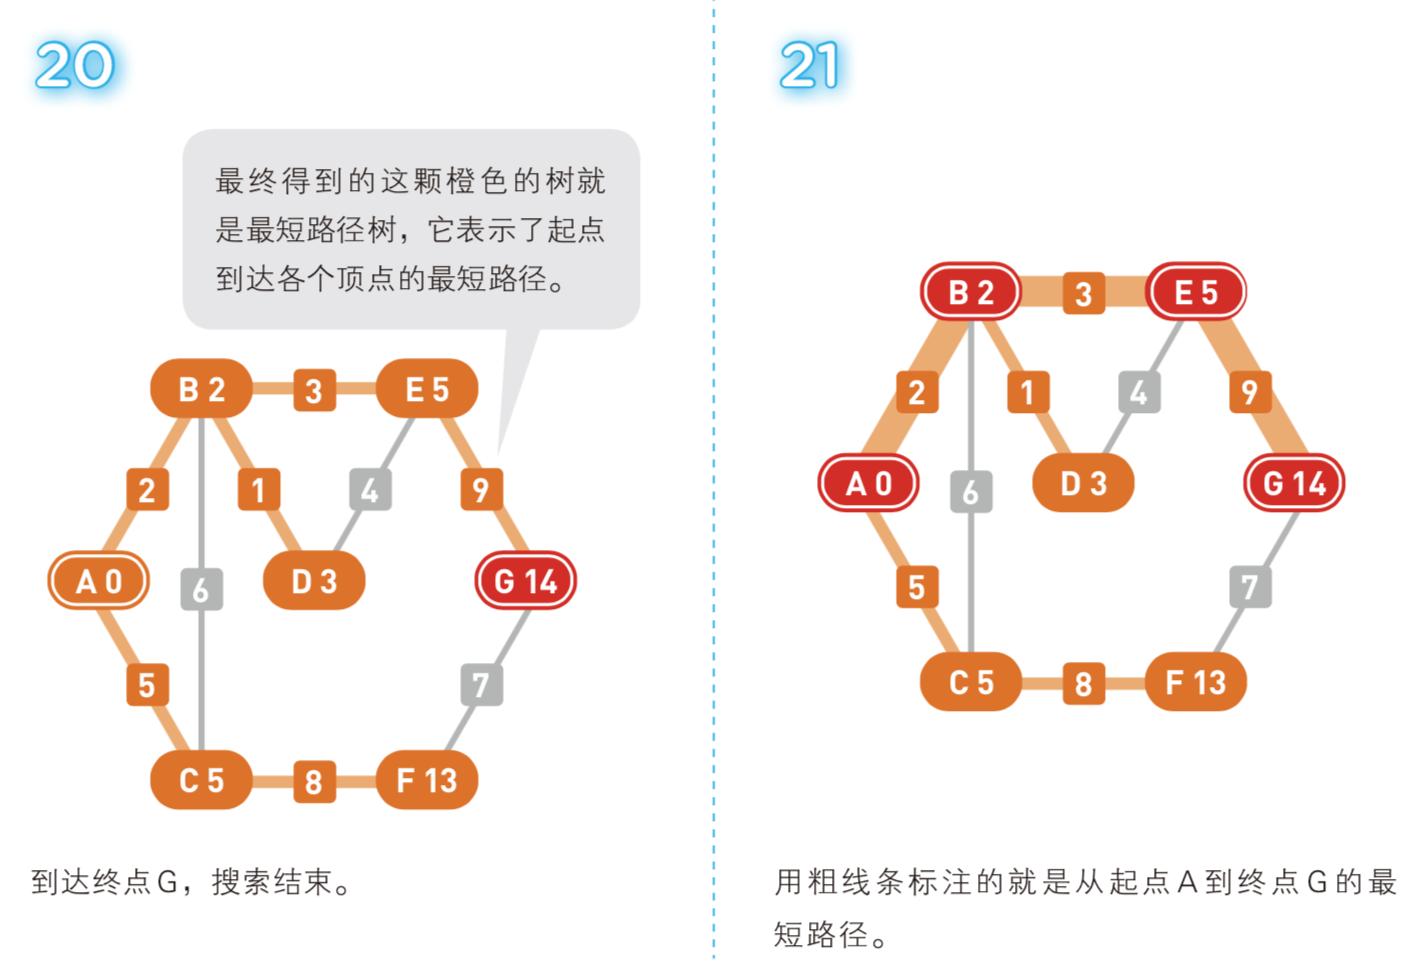 20
最终得到的这颗橙色的树就
是最短路径树，它表示了起点
到达各个顶点的最短路径。
B 2
3
E 5
2
1
4
9
A 0
6
D 3
G 14
5
7
C 5
8
F 13
到达终点G，搜索结束。
21
B 2
3
E 5
2
1
4
9
A 0
6
D 3
G 14
5
7
C 5
8
F 13
用粗线条标注的就是从起点A到终点G的最
短路径。